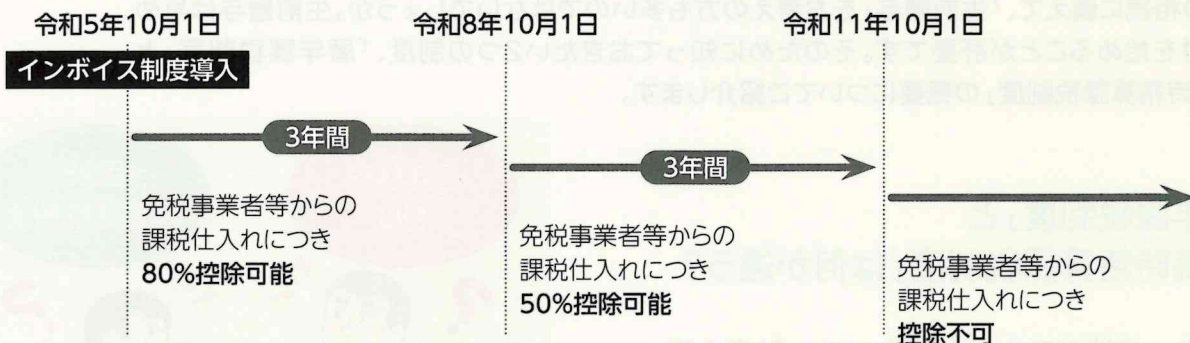 令和5年10月1日
令和8年10月1日
令和11年10月1日
インボイス制度導入
3年間
3年間
免税事業者等からの
課税仕入れにつき
80%控除可能
免税事業者等からの
課税仕入れにつき
50%控除可能
免税事業者等からの
課税仕入れにつき
控除不可